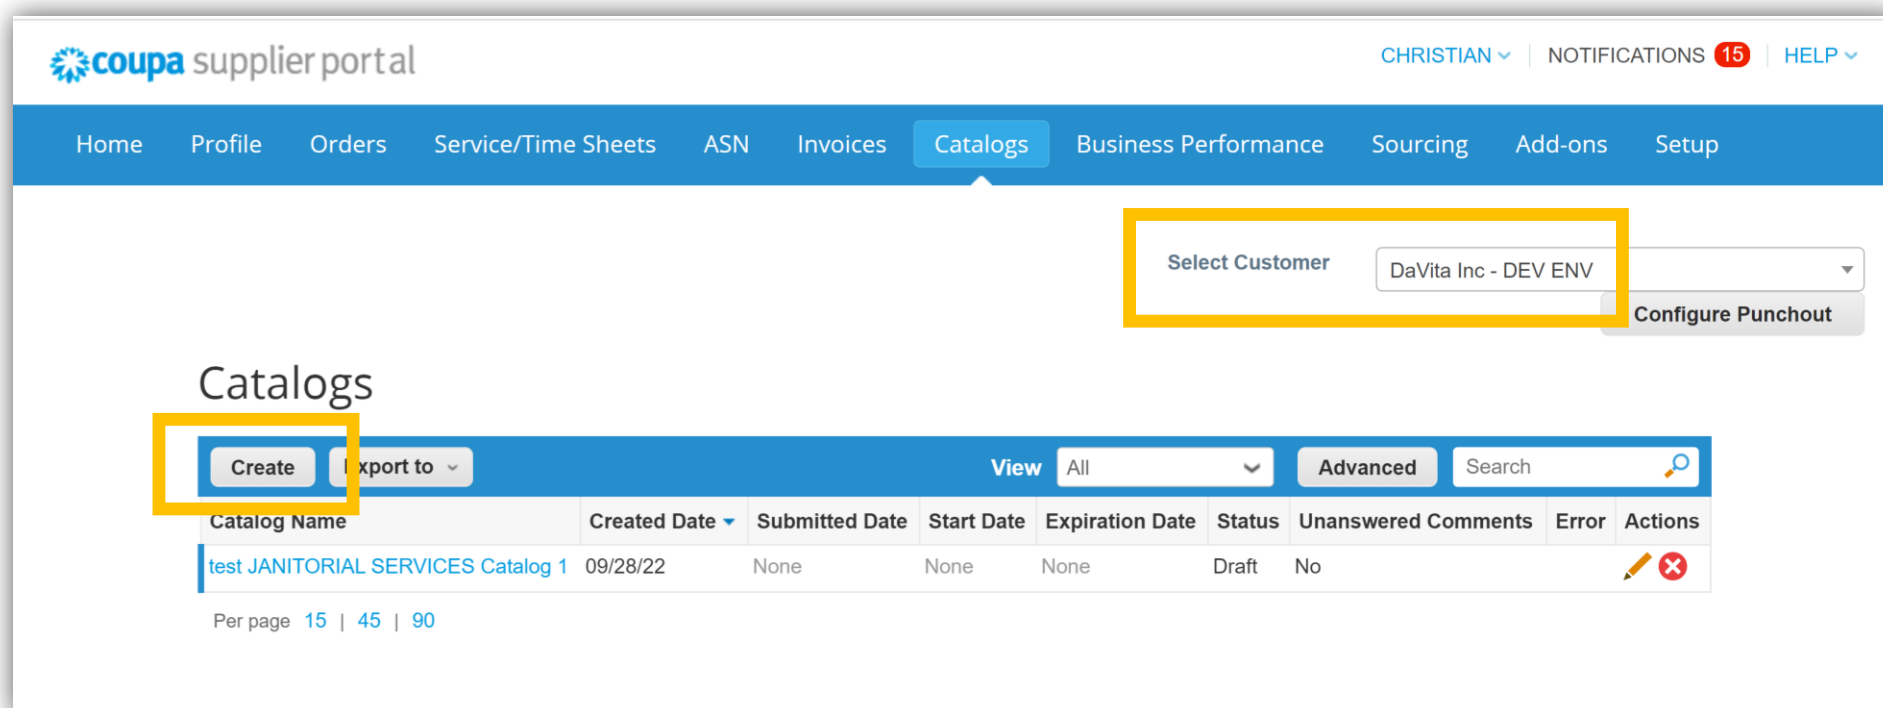 coupa supplier portal
CHRISTIAN NOTIFICATIONS 15 HELP
Home Profile Orders Service/Time Sheets ASN Invoices Catalogs Business Performance Sourcing Add-ons Setup
Select Customer DaVita Inc - DEV ENV
Configure Punchout
Catalogs
Create xport to View All Advanced Search
Catalog Name Created Date Submitted Date Start Date Expiration Date Status Unanswered Comments Error Actions
test JANITORIAL SERVICES Catalog 1 09/28/22 None None None Draft No
Per page 15 | 45 | 90